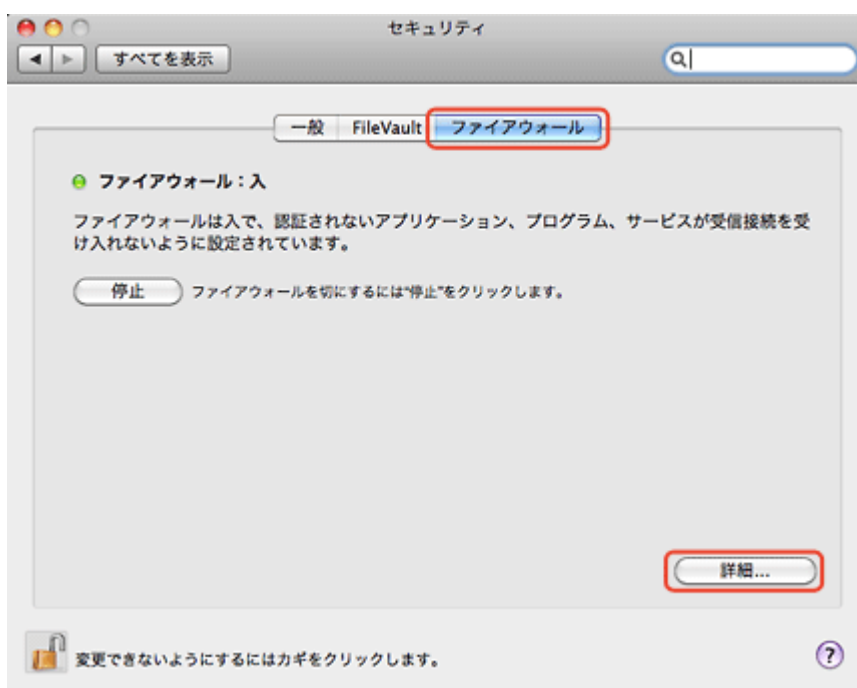 セキュリティ
すべてを表示
一般 FileVault ファイアウォール
ファイアウォール：入
ファイアウォールは入で、認証されないアプリケーション、プログラム、サービスが受信接続を受
け入れないように設定されています。
停止 ファイアウォールを切にするには“停止”をクリックします。
詳細...
変更できないようにするにはカギをクリックします。
?